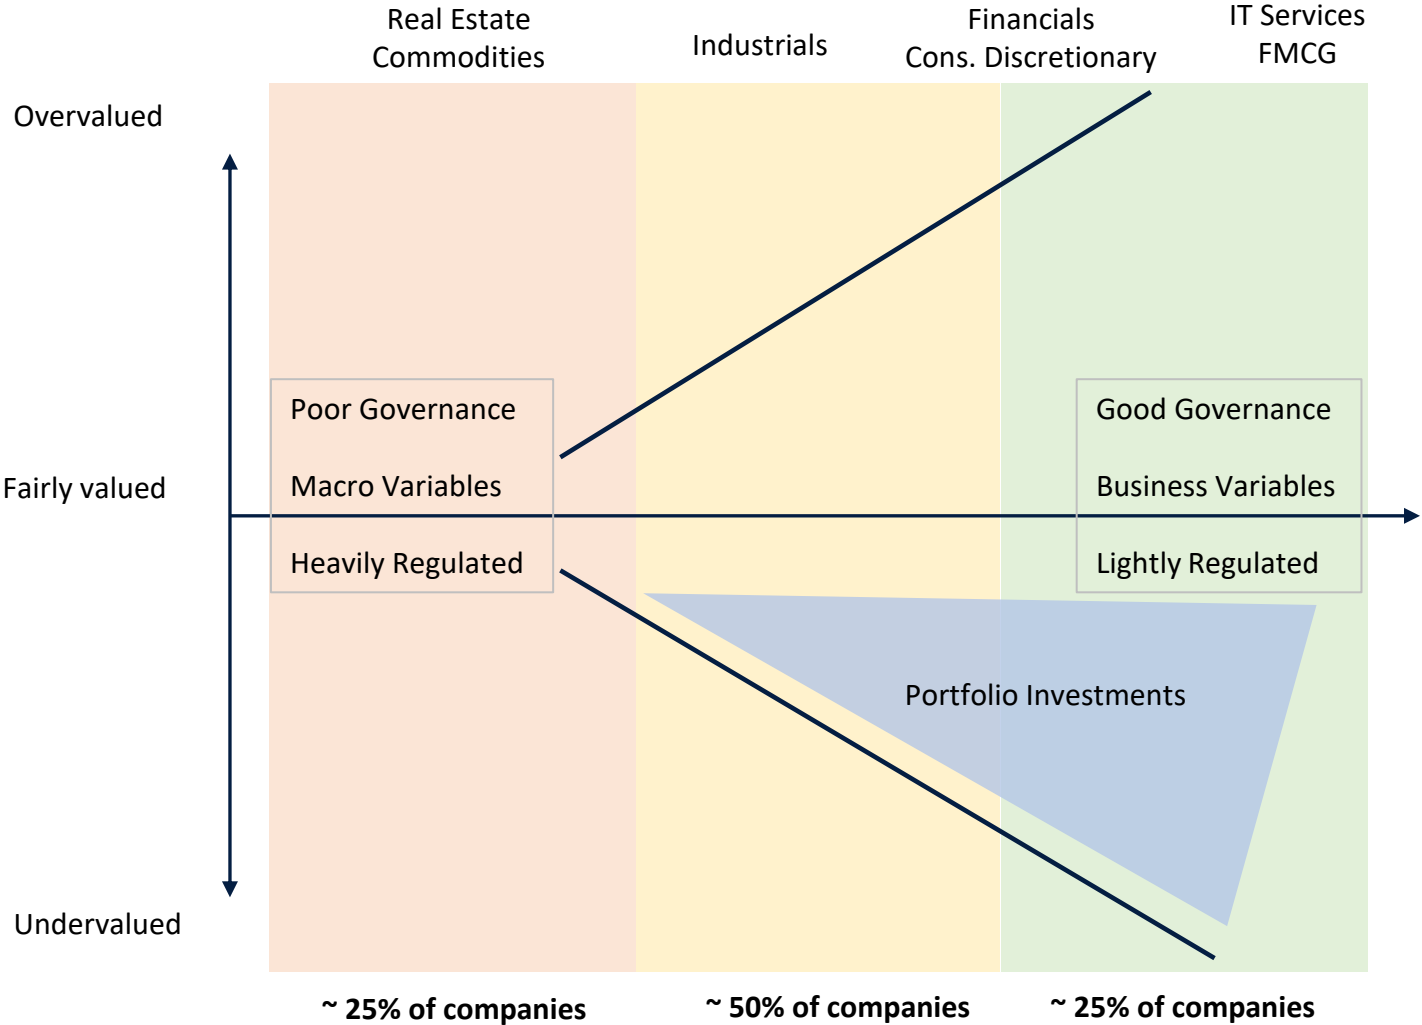 Real Estate
Commodities
Industrials
Financials
Cons. Discretionary
IT Services
FMCG
Overvalued
Fairly valued
Undervalued
Poor Governance
Macro Variables
Heavily Regulated
Good Governance
Business Variables
Lightly Regulated
Portfolio Investments
~ 25% of companies
~ 50% of companies
~ 25% of companies